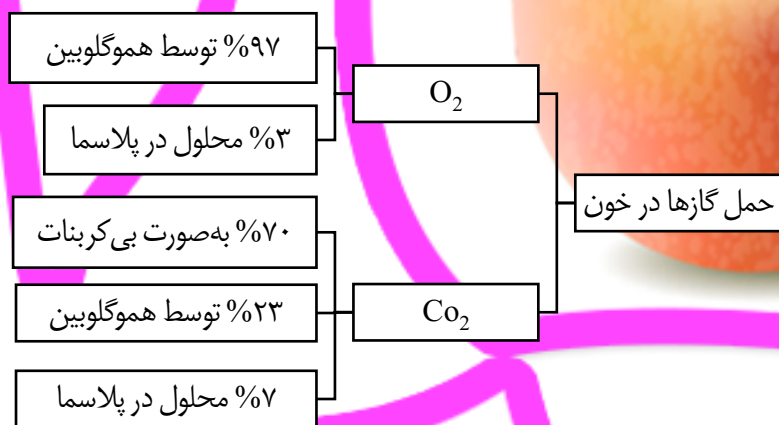 حمل گازها در خون
O₂
%۹۷ توسط هموگلوبین
%۳ محلول در پلاسما
Co₂
%۷۰ به‌صورت بی‌کربنات
%۲۳ توسط هموگلوبین
%۷ محلول در پلاسما